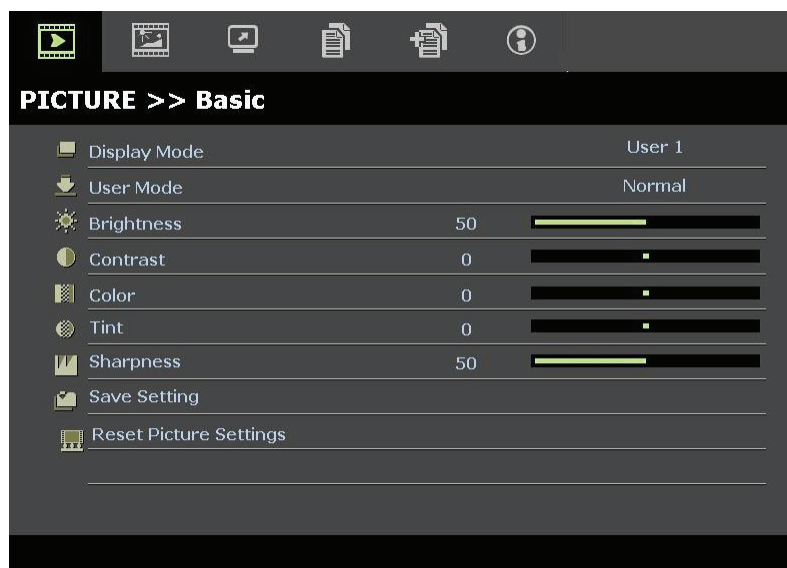 PICTURE >> Basic
Display Mode User 1
User Mode Normal
Brightness 50
Contrast 0
Color 0
Tint 0
Sharpness 50
Save Setting
Reset Picture Settings